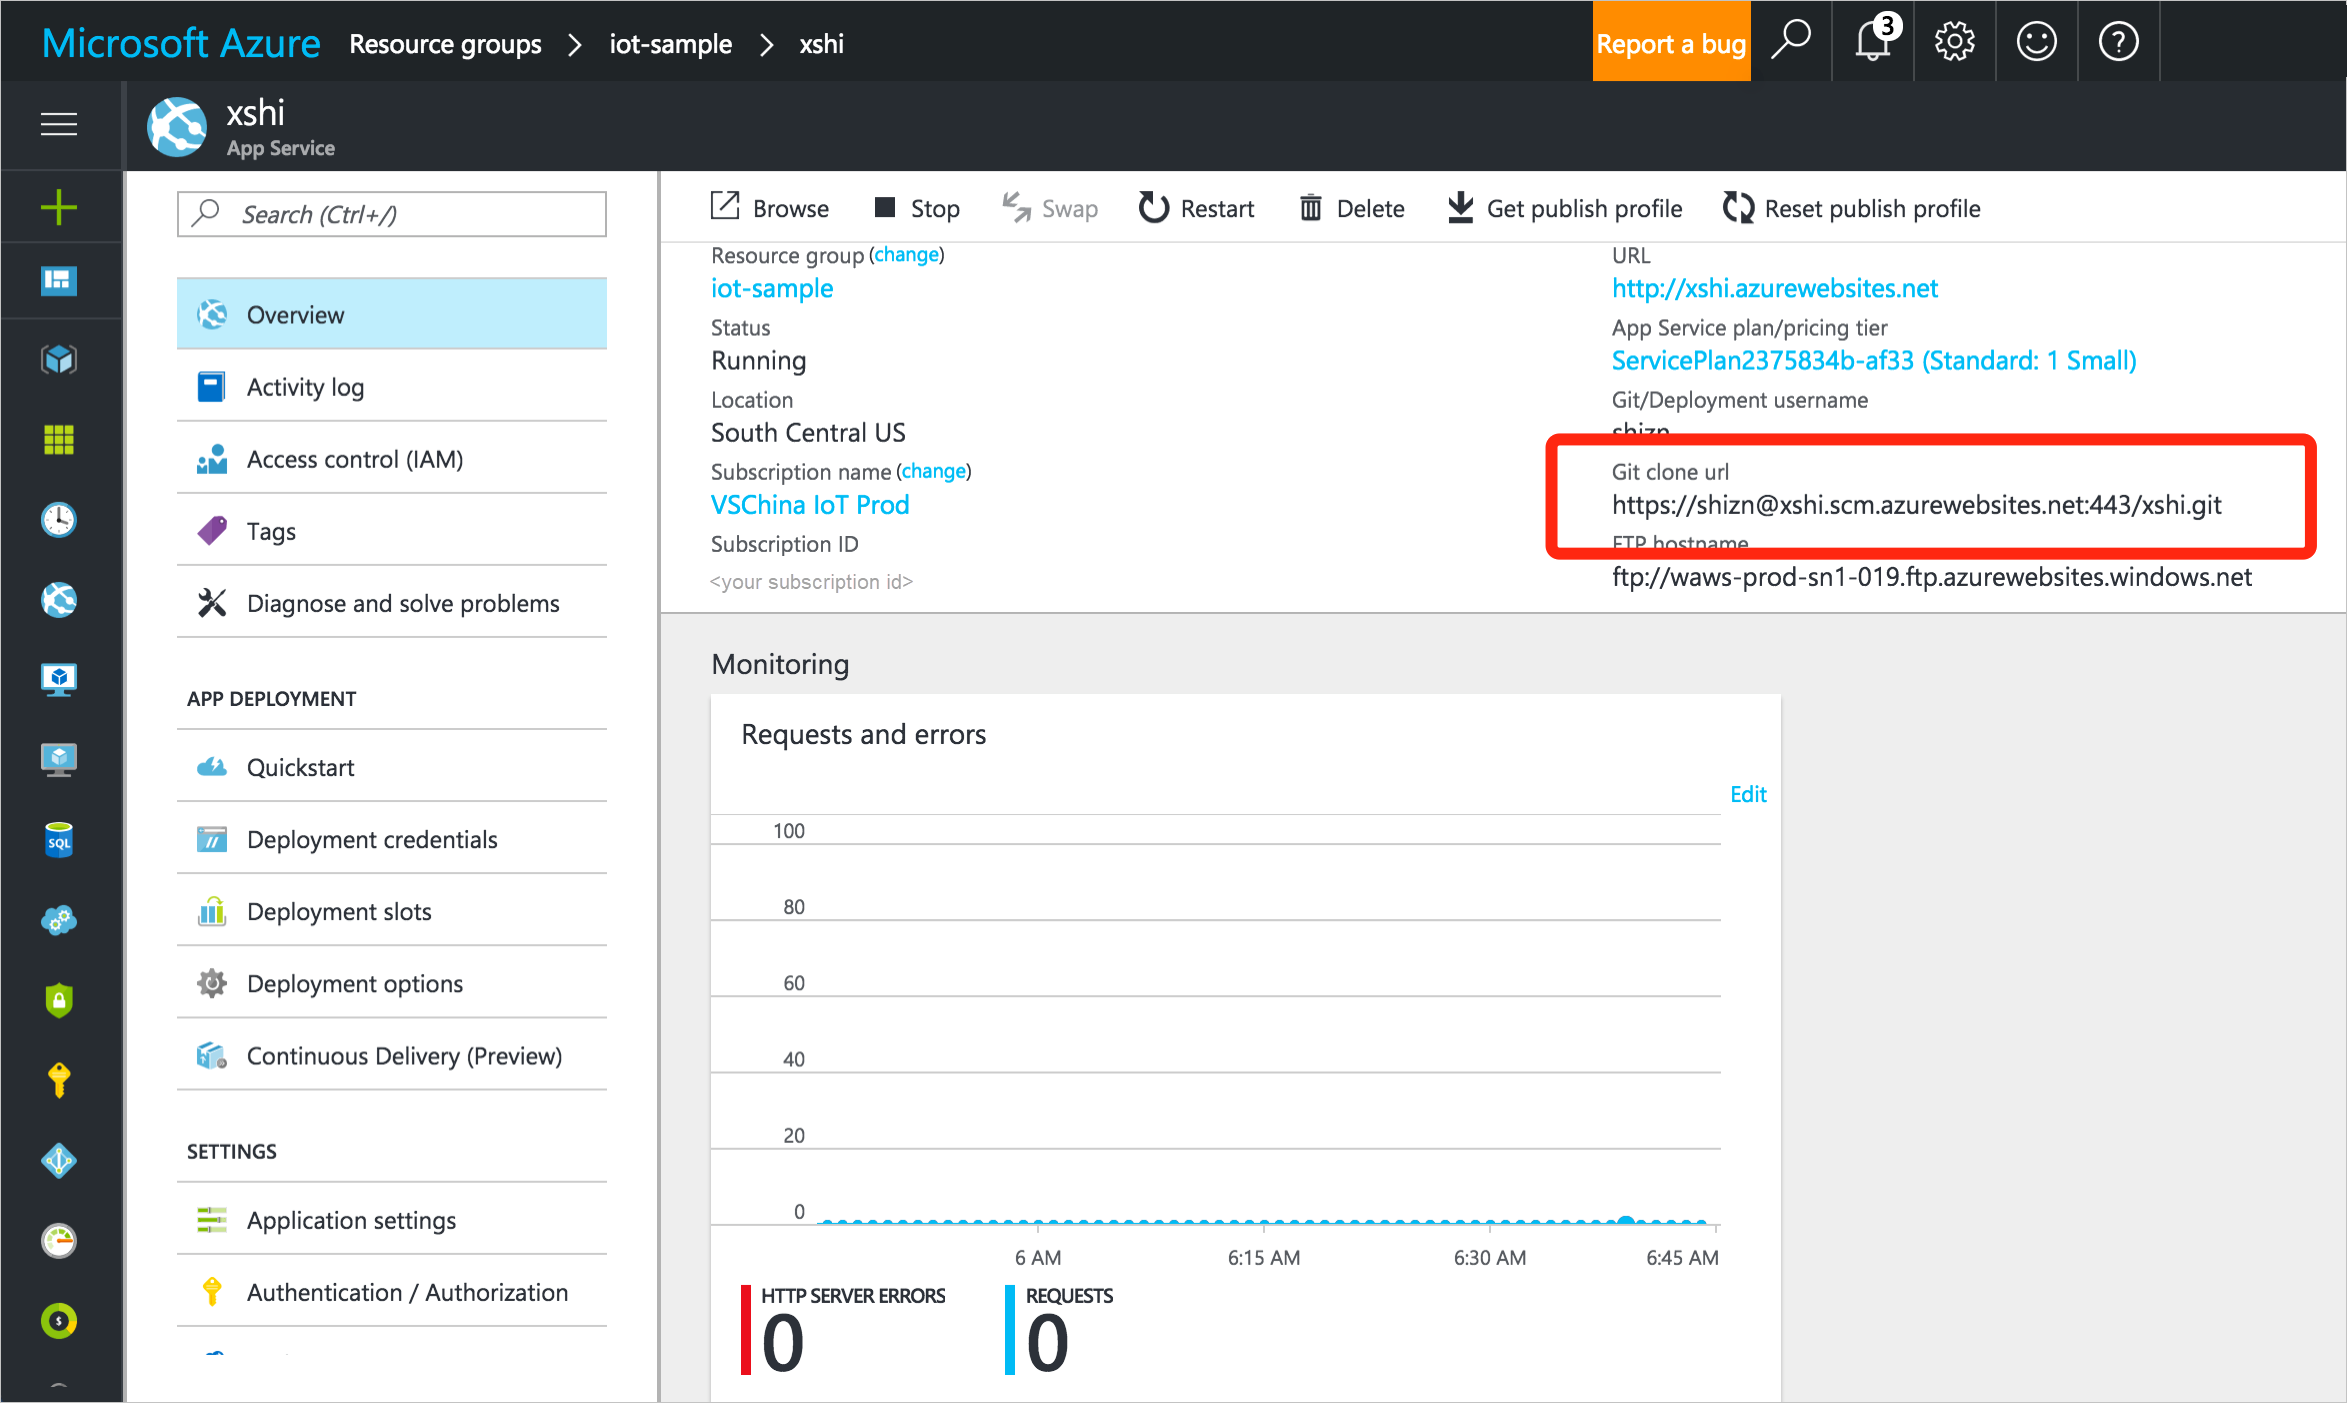 Microsoft Azure Resource groups > iot-sample > xshi
Report a bug
3
xshi
App Service
Search (Ctrl+/)
Overview
Activity log
Access control (IAM)
Tags
Diagnose and solve problems
APP DEPLOYMENT
Quickstart
Deployment credentials
Deployment slots
Deployment options
Continuous Delivery (Preview)
SETTINGS
Application settings
Authentication / Authorization
SQL
Browse Stop Swap Restart Delete Get publish profile Reset publish profile
Resource group (change)
iot-sample
Status
Running
Location
South Central US
Subscription name (change)
VSChina IoT Prod
Subscription ID
<your subscription id>
URL
http://xshi.azurewebsites.net
App Service plan/pricing tier
ServicePlan2375834b-af33 (Standard: 1 Small)
Git/Deployment username
shizn
Git clone url
https://shizn@xshi.scm.azurewebsites.net:443/xshi.git
FTP hostname
ftp://waws-prod-sn1-019.ftp.azurewebsites.windows.net
Monitoring
Requests and errors
Edit
100
80
60
40
20
0
6 AM 6:15 AM 6:30 AM 6:45 AM
HTTP SERVER ERRORS
0
REQUESTS
0